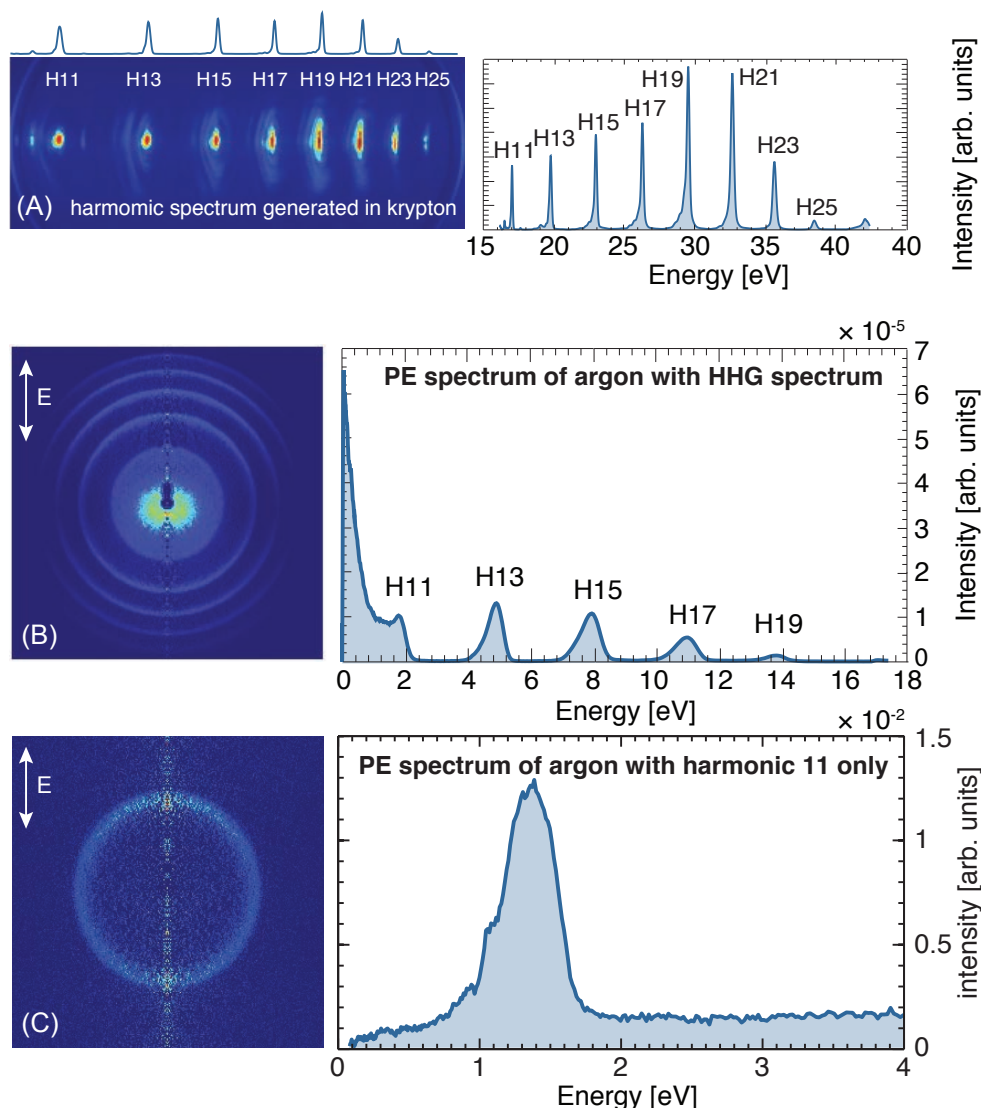 H11 H13 H15 H17 H19 H21 H23 H25
(A) harmomic spectrum generated in krypton
H11 H13 H15 H17 H19 H21 H23 H25
15 20 25 30 35 40 40
Energy [eV]
Intensity [arb. units]
E
(B)
× 10⁻⁵
PE spectrum of argon with HHG spectrum
H11 H13 H15 H17 H19
7
6
5
4
3
2
1
0
0 2 4 6 8 10 12 14 16 18
Energy [eV]
Intensity [arb. units]
E
(C)
× 10⁻²
PE spectrum of argon with harmonic 11 only
1.5
1
0.5
0
0 1 2 3 4
Energy [eV]
intensity [arb. units]